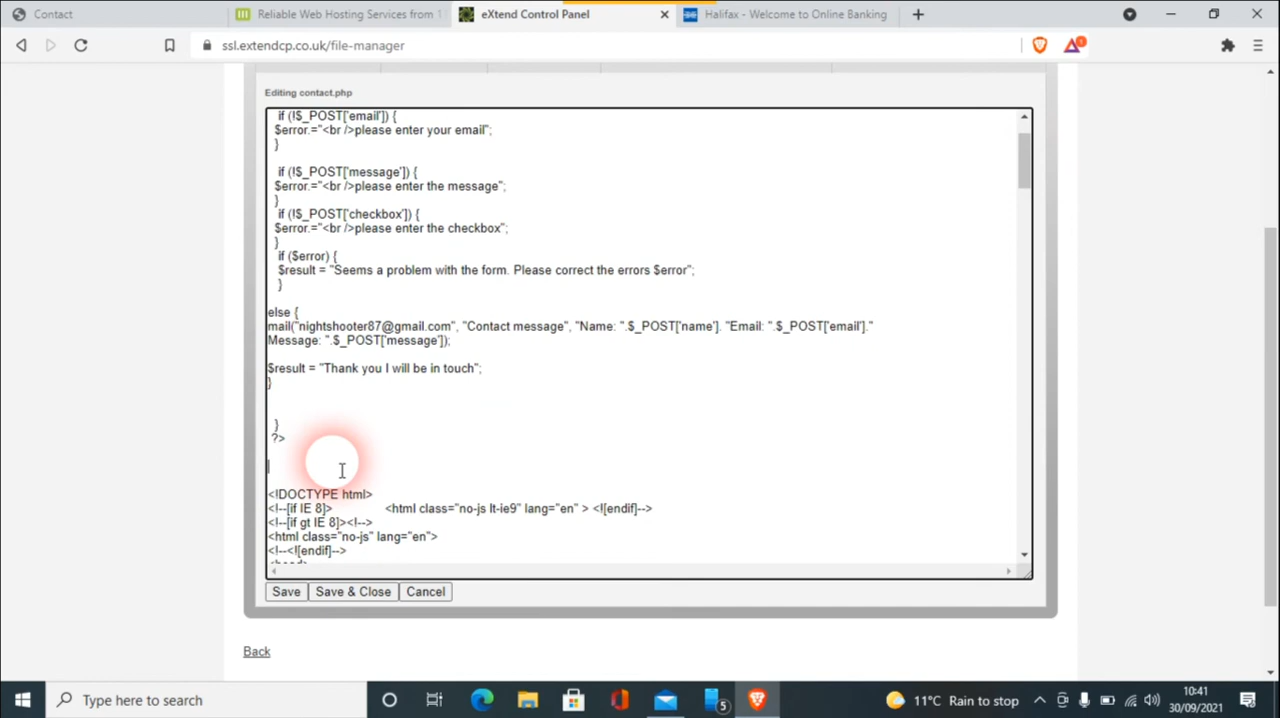 Contact
Reliable Web Hosting Services from 1
eXtend Control Panel
Halifax - Welcome to Online Banking
ssl.extendcp.co.uk/file-manager
1
Editing contact.php
if (!$_POST['email']) {
$error.="<br />please enter your email";
}
if (!$_POST['message']) {
$error.="<br />please enter the message";
}
if (!$_POST['checkbox']) {
$error.="<br />please enter the checkbox";
}
if ($error) {
$result = "Seems a problem with the form. Please correct the errors $error";
}
else {
mail("nightshooter87@gmail.com", "Contact message", "Name: ".$_POST['name']. "Email: ".$_POST['email']."
Message: ".$_POST['message']);
$result = "Thank you I will be in touch";
}
}
?>
<!DOCTYPE html>
<!--[if IE 8]> <html class="no-js lt-ie9" lang="en" > <![endif]-->
<!--[if gt IE 8]><!-->
<html class="no-js" lang="en">
<!--<![endif]-->
<head>
Save Save & Close Cancel
Back
Type here to search
5
11°C Rain to stop
10:41
30/09/2021